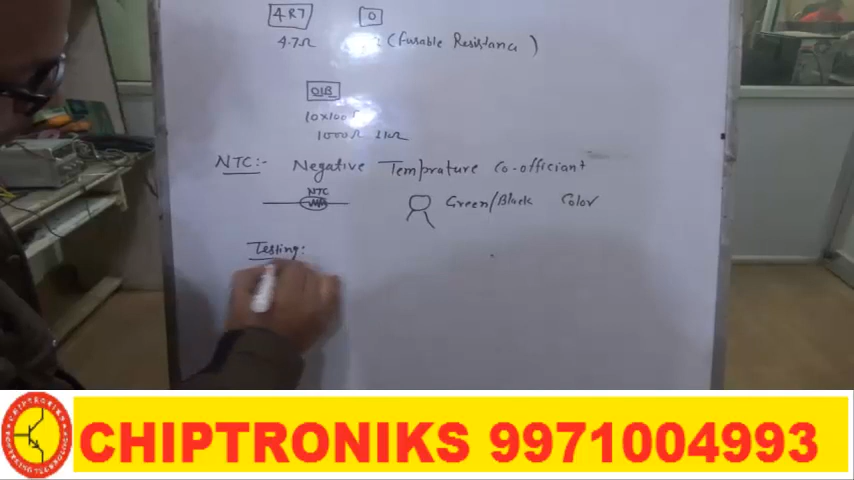 4R7 0
4.7Ω (Fusable Resistance)
01B
10x100
1000Ω 1kΩ
NTC:- Negative Temprature Co-officiant
NTC
Green/Black Color
Testing:
CHIPTRONIKS 9971004993